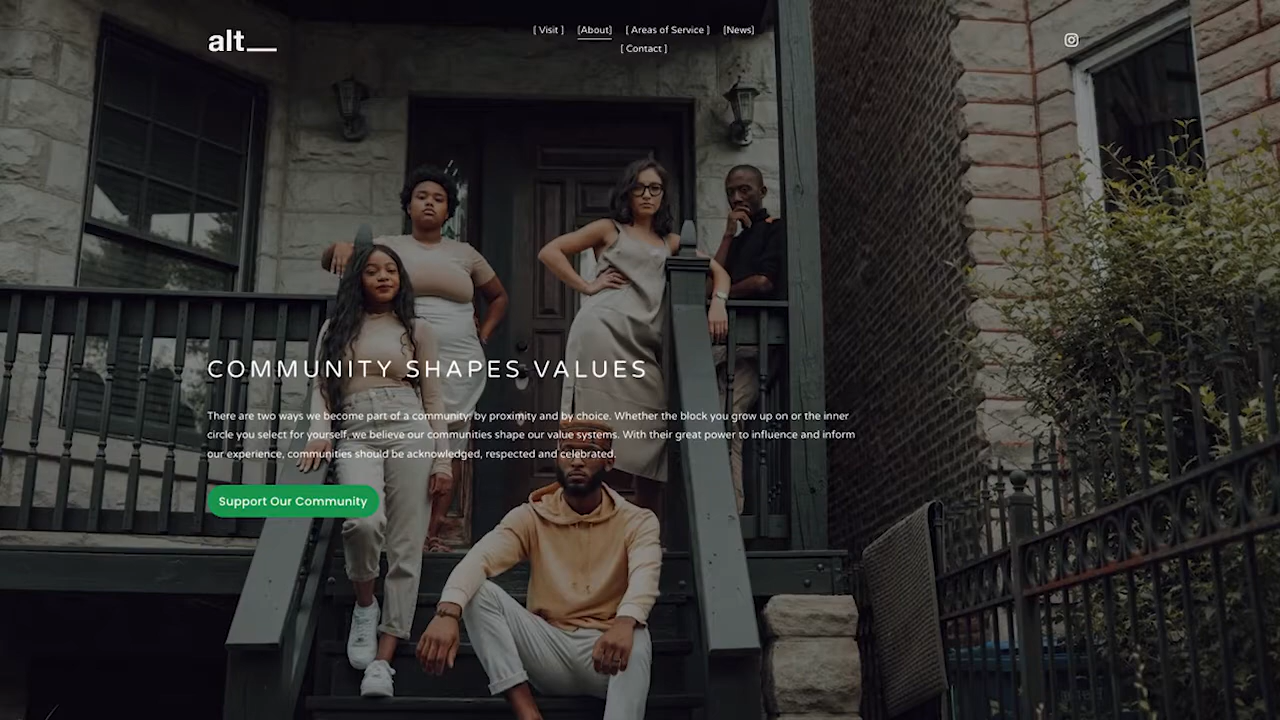 alt__
[ Visit ] [About] [ Areas of Service ] [News]
[ Contact ]
COMMUNITY SHAPES VALUES
There are two ways we become part of a community: by proximity and by choice. Whether the block you grow up on or the inner
circle you select for yourself, we believe our communities shape our value systems. With their great power to influence and inform
our experience, communities should be acknowledged, respected and celebrated.
Support Our Community